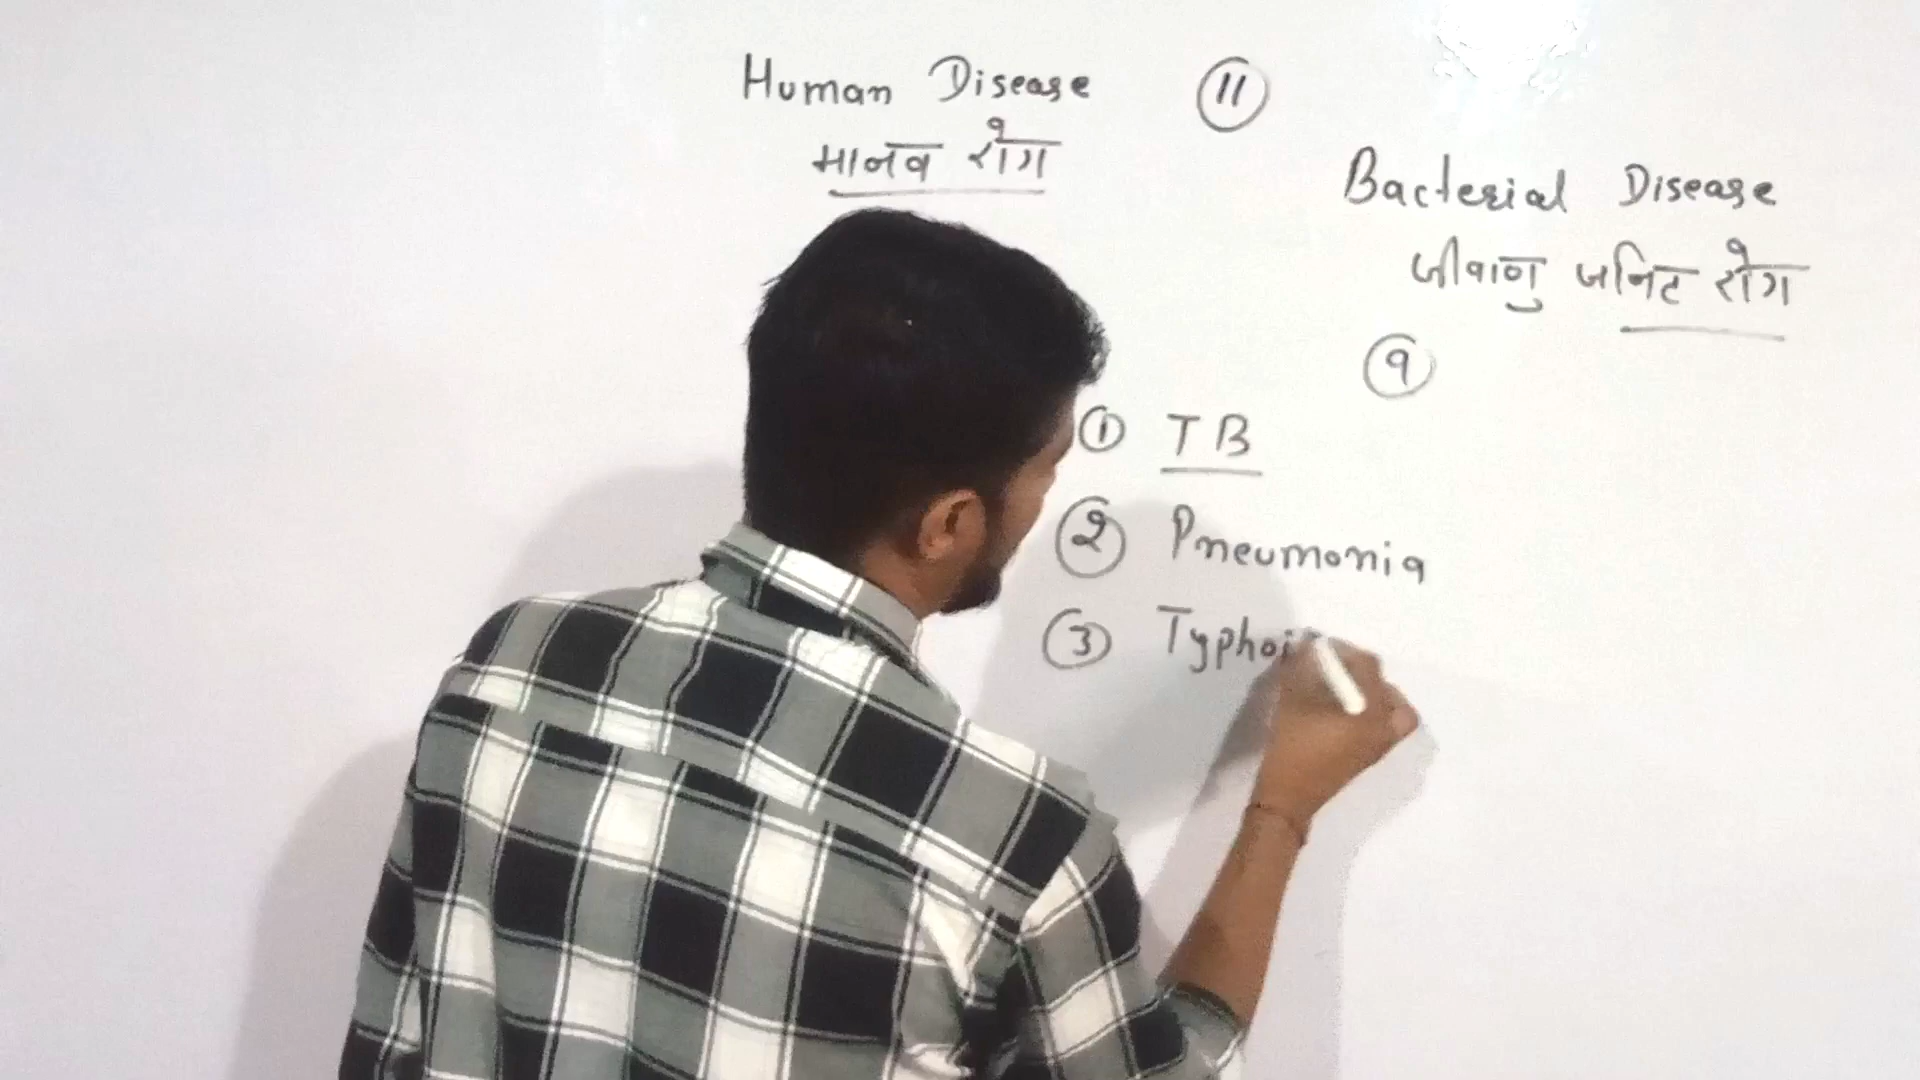 Human Disease ⑪
मानव रोग
Bacterial Disease
जीवाणु जनित रोग
⑨
① TB
② Pneumonia
③ Typhoi